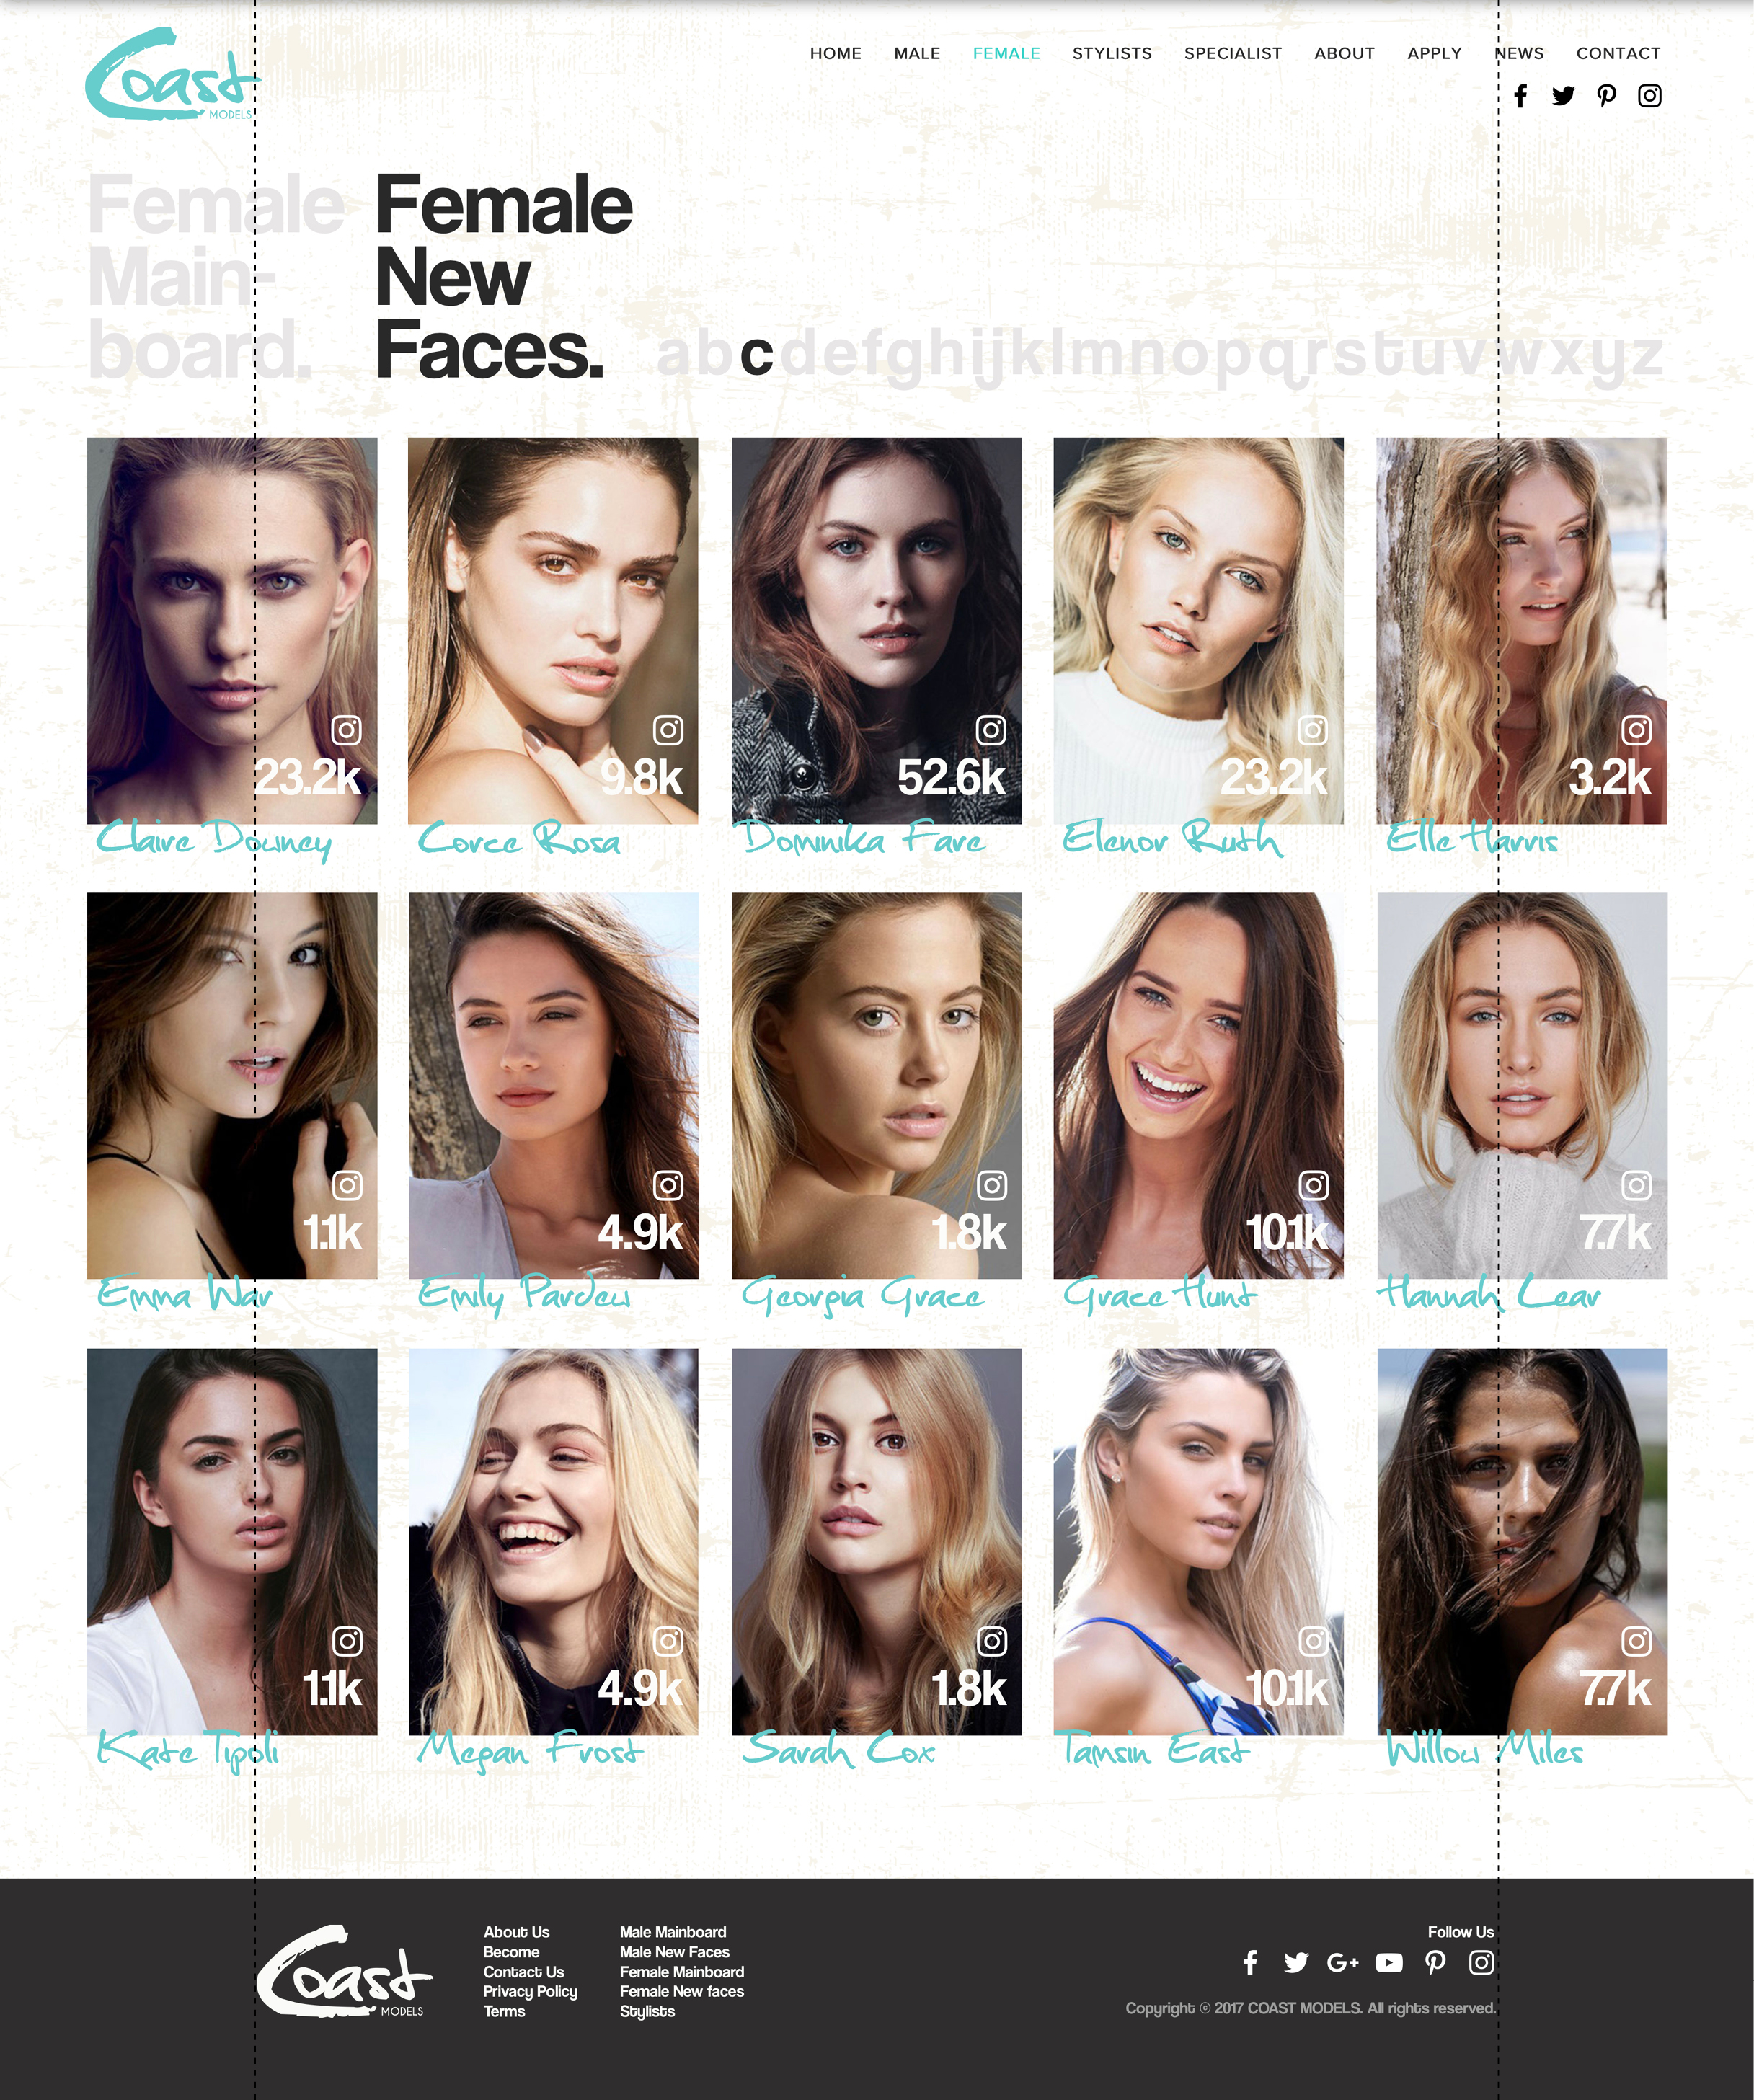 Coast
MODELS
HOME MALE FEMALE STYLISTS SPECIALIST ABOUT APPLY NEWS CONTACT
Female
Main-
board.
Female
New
Faces.
a b c d e f g h i j k l m n o p q r s t u v w x y z
23.2k
9.8k
52.6k
23.2k
3.2k
Claire Downey
Corce Rosa
Dominika Fare
Elenor Ruth
Elle Harris
1.1k
4.9k
1.8k
10.1k
7.7k
Emma War
Emily Pardew
Georgia Grace
Grace Hunt
Hannah Lear
1.1k
4.9k
1.8k
10.1k
7.7k
Kate Tipoli
Megan Frost
Sarah Cox
Tamsin East
Willow Miles
Coast
MODELS
About Us
Become
Contact Us
Privacy Policy
Terms
Male Mainboard
Male New Faces
Female Mainboard
Female New faces
Stylists
Follow Us
G+
Copyright © 2017 COAST MODELS. All rights reserved.